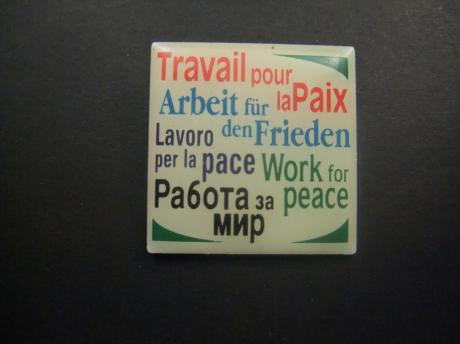 Travail pour
la Paix
Arbeit für
den Frieden
Lavoro
per la pace
Work for
peace
Работа за
мир